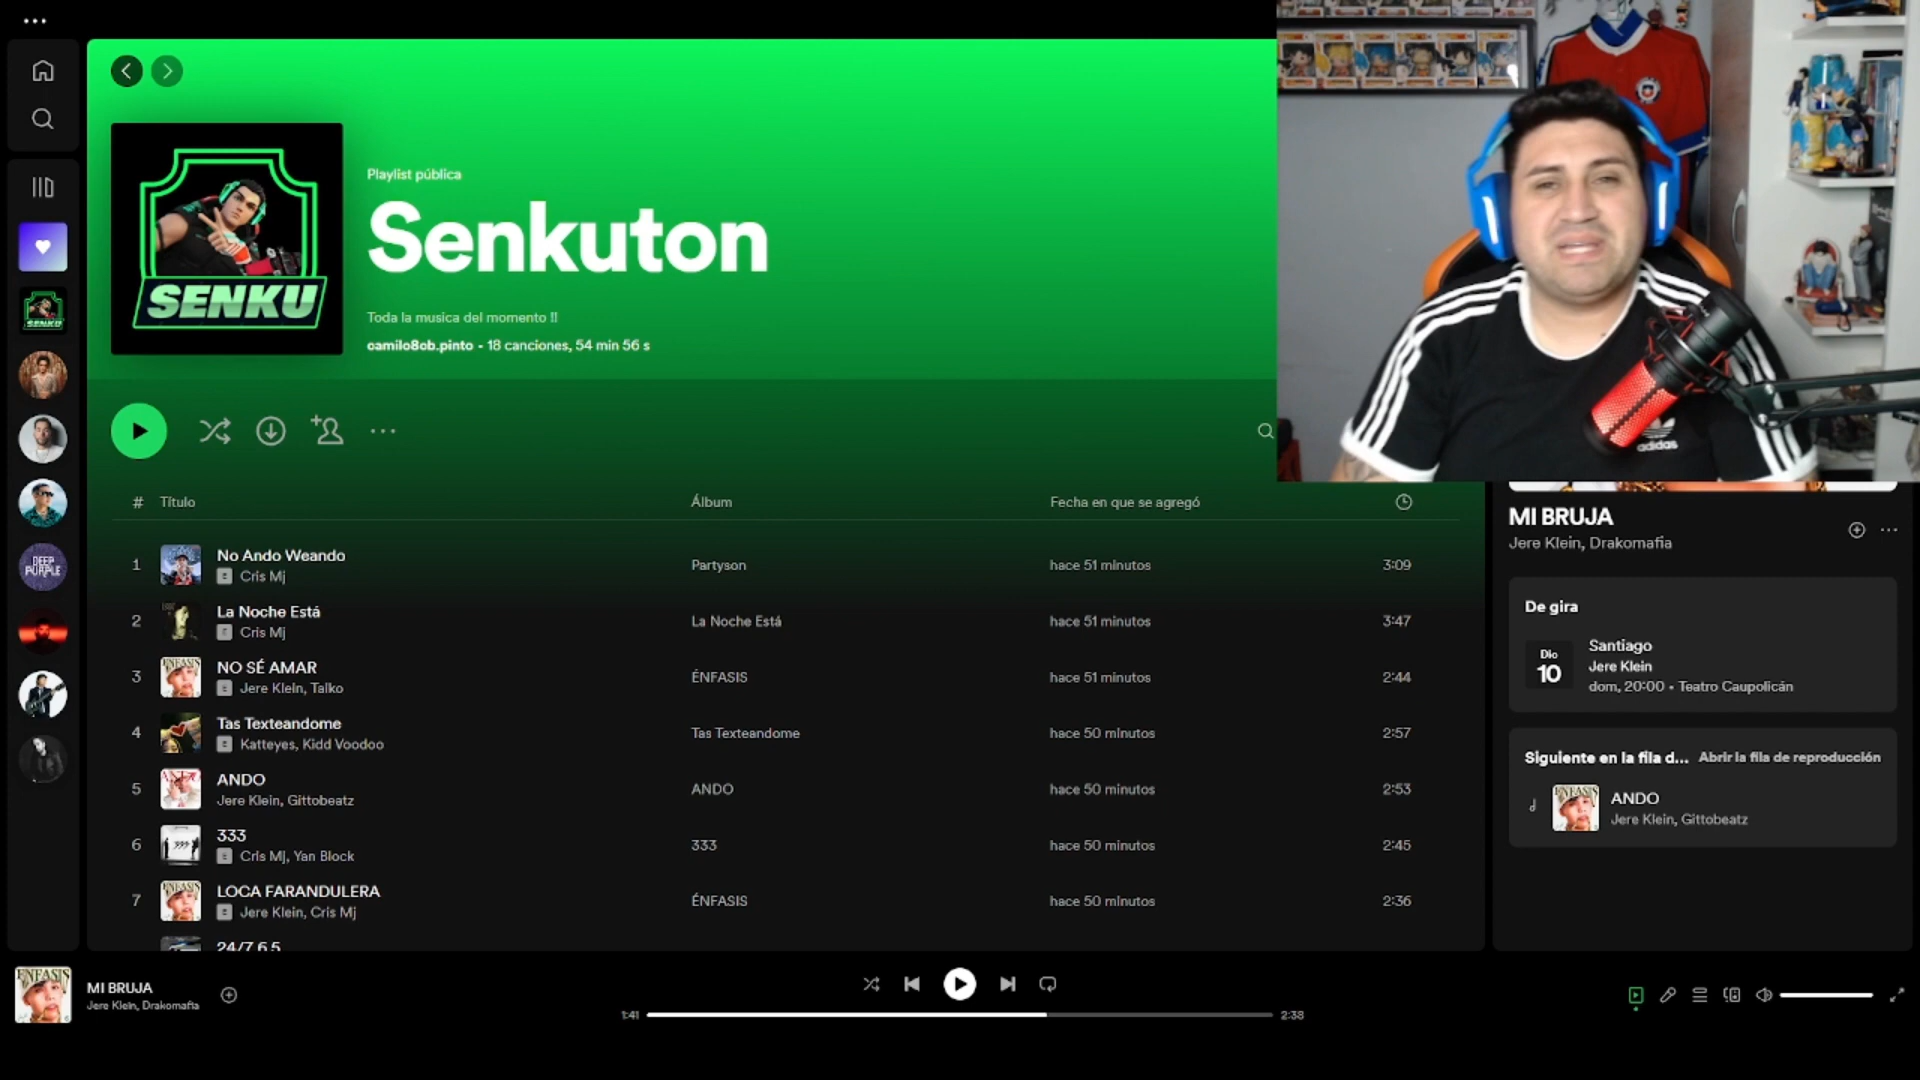 Playlist pública
Senkuton
SENKU
Toda la musica del momento !!
camilo8cb.pinto - 18 canciones, 54 min 56 s
SENKU
DEEP PURPLE
adidas
# Título Álbum Fecha en que se agregó
1 No Ando Weando Partyson hace 51 minutos 3:09
E Cris Mj
2 La Noche Está La Noche Está hace 51 minutos 3:47
E Cris Mj
3 NO SÉ AMAR ÉNFASIS hace 51 minutos 2:44
E Jere Klein, Taiko
4 Tas Texteandome Tas Texteandome hace 50 minutos 2:57
E Katteyes, Kidd Voodoo
5 ANDO ANDO hace 50 minutos 2:53
Jere Klein, Gittobeatz
6 333 333 hace 50 minutos 2:45
E Cris Mj, Yan Block
7 LOCA FARANDULERA ÉNFASIS hace 50 minutos 2:36
E Jere Klein, Cris Mj
24/7 6.5
MI BRUJA
Jere Klein, Drakomafia
De gira
Dic
10
Santiago
Jere Klein
dom, 20:00 • Teatro Caupolicán
Siguiente en la fila d... Abrir la fila de reproducción
ANDO
Jere Klein, Gittobeatz
ENFASIS
MI BRUJA
Jere Klein, Drakomafia
1:41 2:38